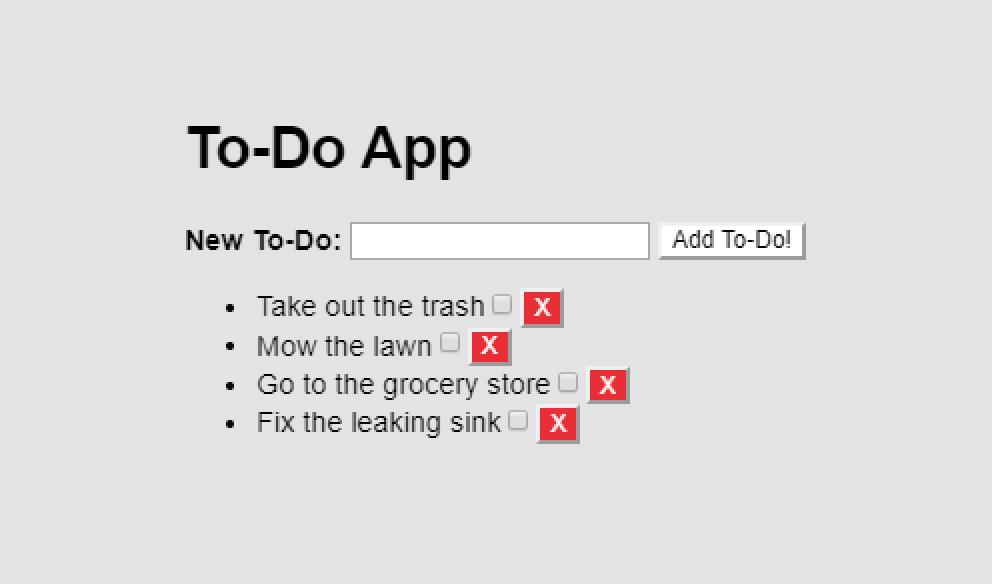 To-Do App
New To-Do: Add To-Do!
Take out the trash X
Mow the lawn X
Go to the grocery store X
Fix the leaking sink X